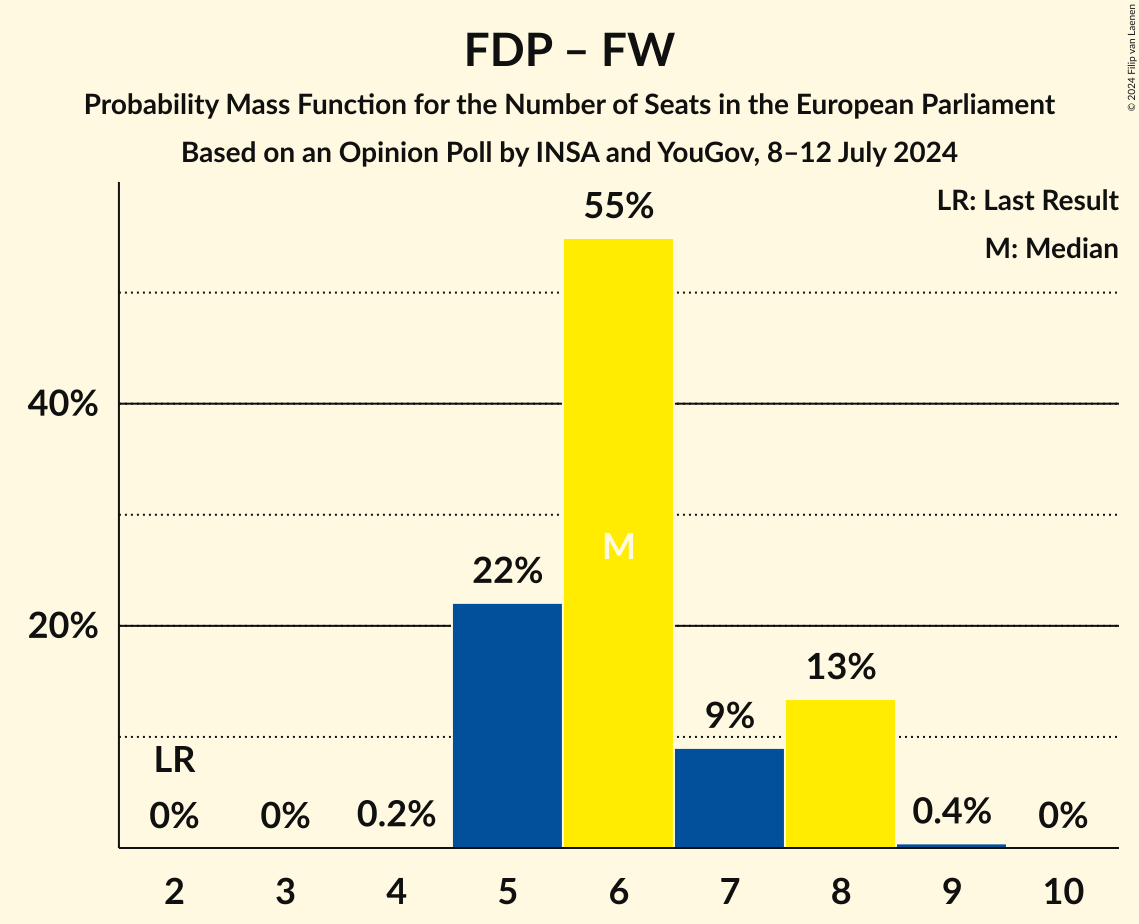 FDP – FW
Probability Mass Function for the Number of Seats in the European Parliament
Based on an Opinion Poll by INSA and YouGov, 8–12 July 2024
© 2024 Filip van Laenen
LR: Last Result
M: Median
55%
40%
M
22%
20%
13%
9%
LR
0%
0%
0.2%
0.4%
0%
2
3
4
5
6
7
8
9
10